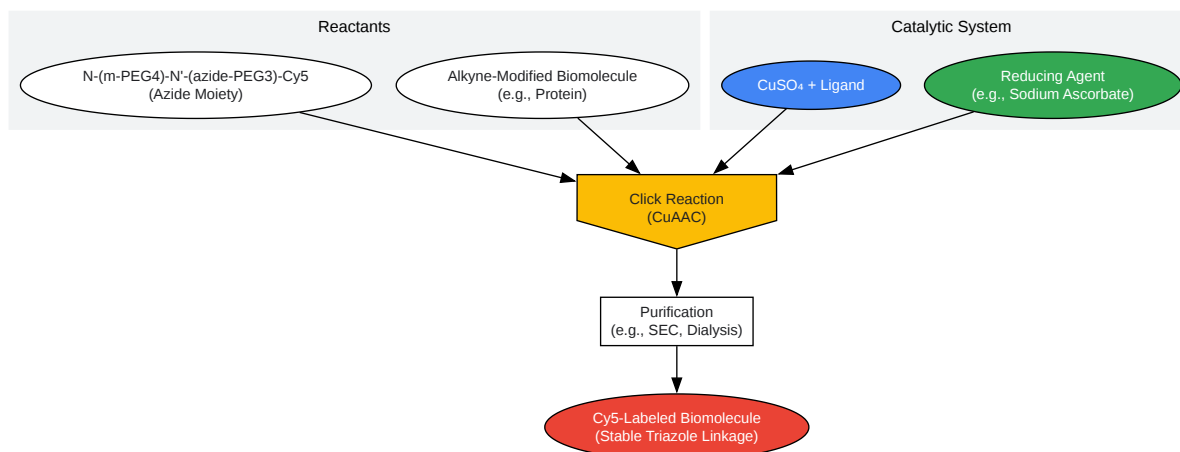 Reactants
Catalytic System
N-(m-PEG4)-N'-(azide-PEG3)-Cy5
(Azide Moiety)
Alkyne-Modified Biomolecule
(e.g., Protein)
CuSO₄ + Ligand
Reducing Agent
(e.g., Sodium Ascorbate)
Click Reaction
(CuAAC)
Purification
(e.g., SEC, Dialysis)
Cy5-Labeled Biomolecule
(Stable Triazole Linkage)